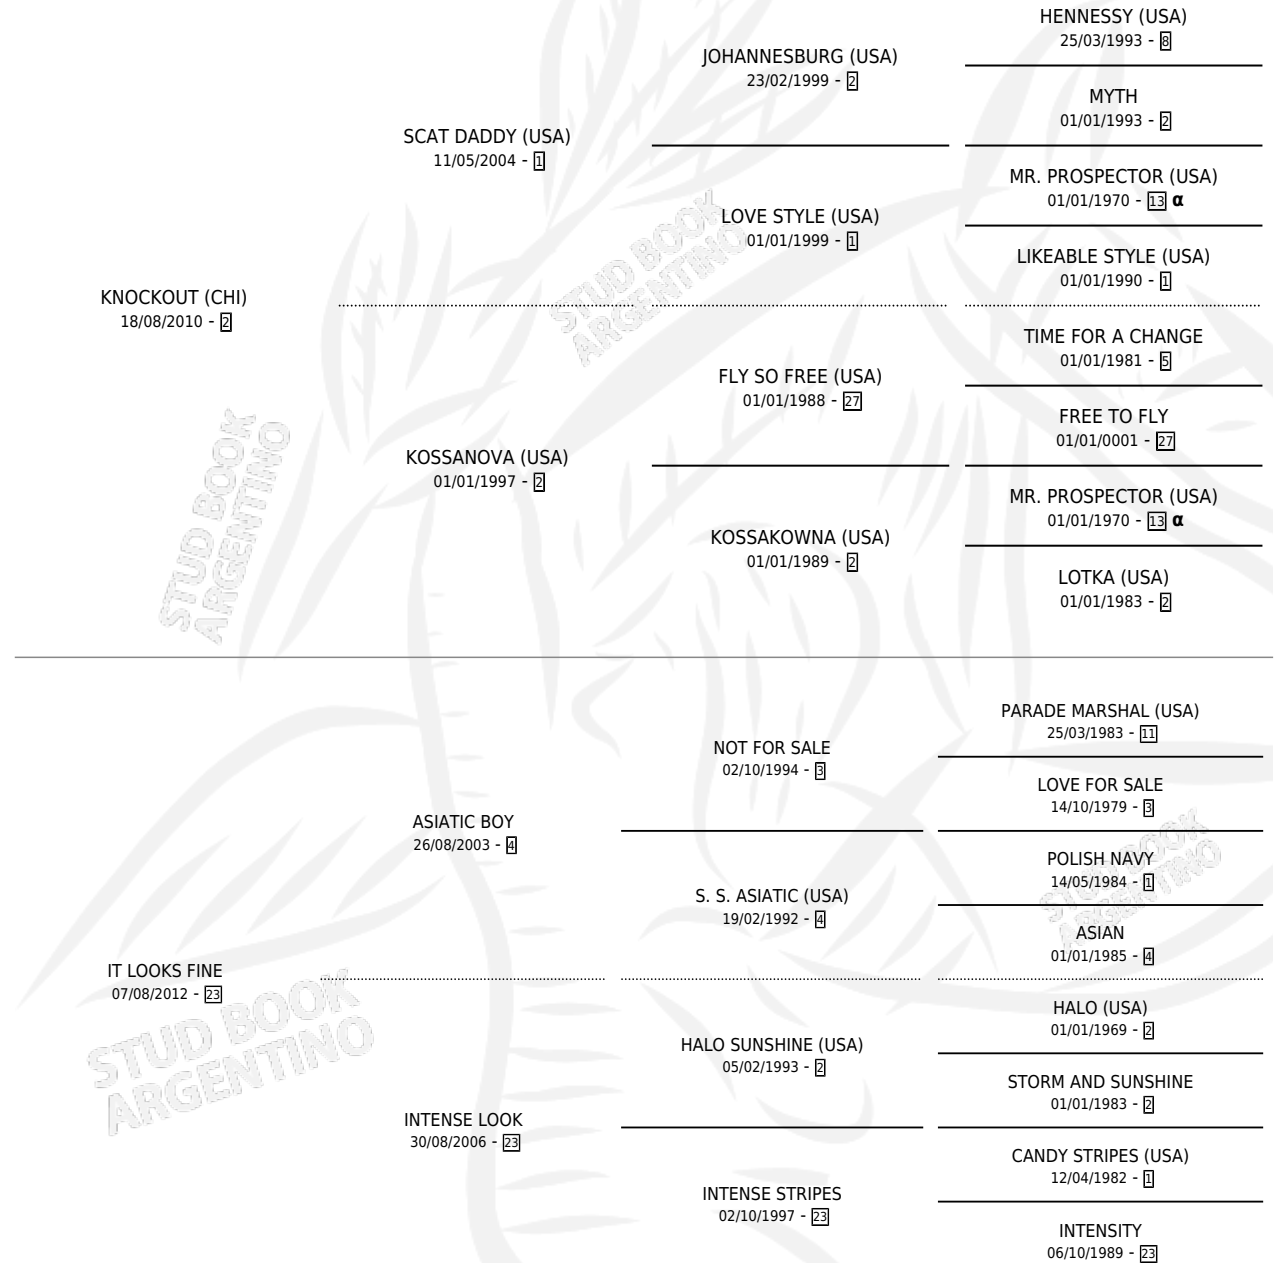 HENNESSY (USA)
25/03/1993 - 8
JOHANNESBURG (USA)
23/02/1999 - 2
MYTH
01/01/1993 - 2
SCAT DADDY (USA)
11/05/2004 - 1
MR. PROSPECTOR (USA)
01/01/1970 - 13 α
LOVE STYLE (USA)
01/01/1999 - 1
LIKEABLE STYLE (USA)
01/01/1990 - 1
KNOCKOUT (CHI)
18/08/2010 - 2
TIME FOR A CHANGE
01/01/1981 - 5
FLY SO FREE (USA)
01/01/1988 - 27
FREE TO FLY
01/01/0001 - 27
KOSSANOVA (USA)
01/01/1997 - 2
MR. PROSPECTOR (USA)
01/01/1970 - 13 α
KOSSAKOWNA (USA)
01/01/1989 - 2
LOTKA (USA)
01/01/1983 - 2
PARADE MARSHAL (USA)
25/03/1983 - 11
NOT FOR SALE
02/10/1994 - 3
LOVE FOR SALE
14/10/1979 - 3
ASIATIC BOY
26/08/2003 - 4
POLISH NAVY
14/05/1984 - 1
S. S. ASIATIC (USA)
19/02/1992 - 4
ASIAN
01/01/1985 - 4
IT LOOKS FINE
07/08/2012 - 23
HALO (USA)
01/01/1969 - 2
HALO SUNSHINE (USA)
05/02/1993 - 2
STORM AND SUNSHINE
01/01/1983 - 2
INTENSE LOOK
30/08/2006 - 23
CANDY STRIPES (USA)
12/04/1982 - 1
INTENSE STRIPES
02/10/1997 - 23
INTENSITY
06/10/1989 - 23
STUD BOOK
ARGENTINO
STUD BOOK
ARGENTINO
STUD BOOK
ARGENTINO
STUD BOOK
ARGENTINO